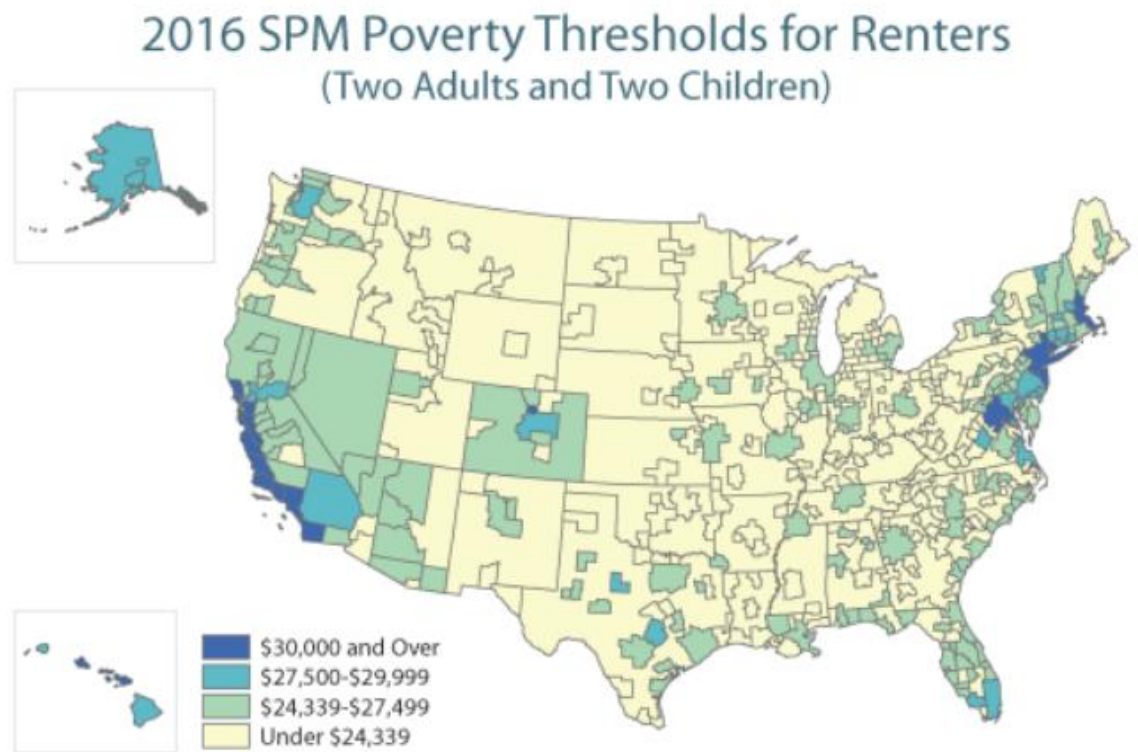 2016 SPM Poverty Thresholds for Renters
(Two Adults and Two Children)
$30,000 and Over
$27,500-$29,999
$24,339-$27,499
Under $24,339